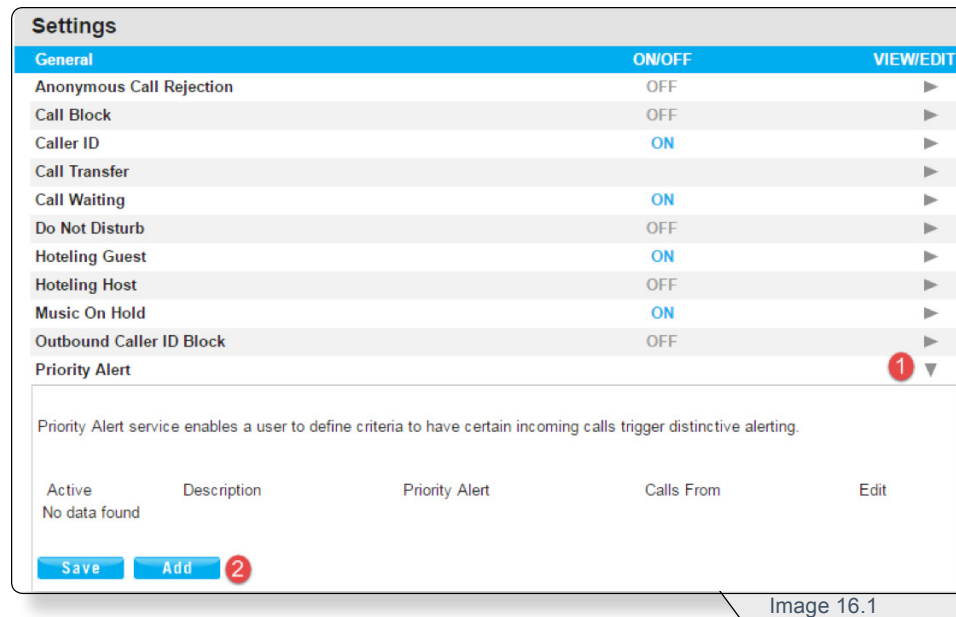 Settings
General ON/OFF VIEW/EDIT
Anonymous Call Rejection OFF
Call Block OFF
Caller ID ON
Call Transfer
Call Waiting ON
Do Not Disturb OFF
Hoteling Guest ON
Hoteling Host OFF
Music On Hold ON
Outbound Caller ID Block OFF
Priority Alert 1
Priority Alert service enables a user to define criteria to have certain incoming calls trigger distinctive alerting.
Active Description Priority Alert Calls From Edit
No data found
Save Add 2
Image 16.1